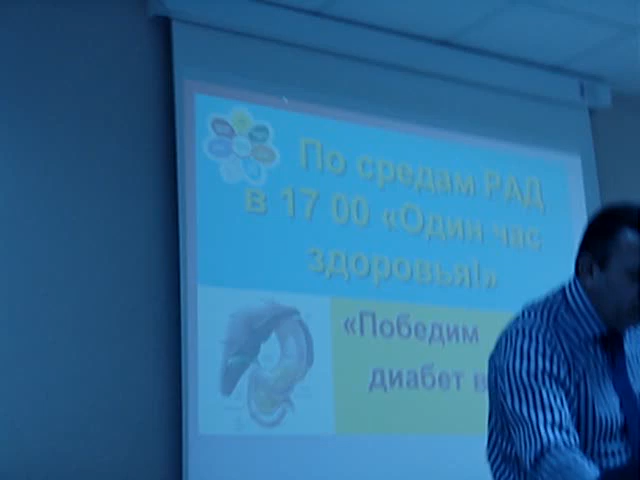 По средам РАД
в 17 00 «Один час
здоровья!»
«Победим
диабет в